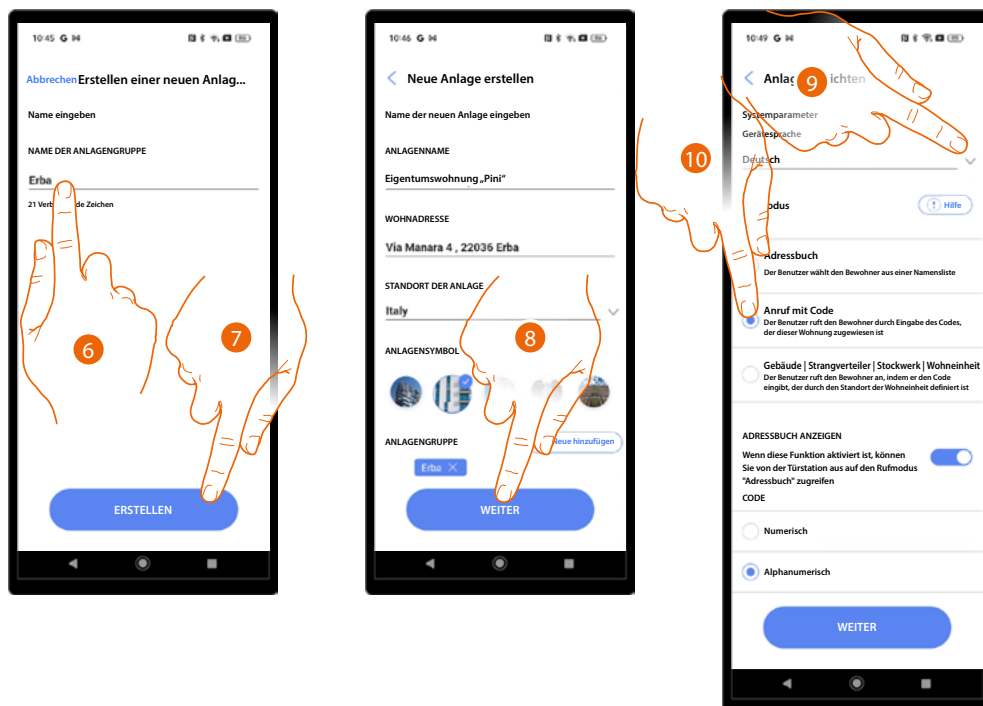 10:45 G
Abbrechen Erstellen einer neuen Anlag...
Name eingeben
NAME DER ANLAGENGRUPPE
Erba
21 Verb de Zeichen
6
7
ERSTELLEN
10:46 G
Neue Anlage erstellen
Name der neuen Anlage eingeben
ANLAGENNAME
Eigentumswohnung „Pini"
WOHNADRESSE
Via Manara 4 , 22036 Erba
STANDORT DER ANLAGE
Italy
8
ANLAGENSYMBOL
ANLAGENGRUPPE
Neue hinzufügen
Erba ×
WEITER
10:49 G
Anlag ichten
9
Systemparameter
Gerätesprache
Deutsch
10
odus
Hilfe
Adressbuch
Der Benutzer wählt den Bewohner aus einer Namensliste
Anruf mit Code
Der Benutzer ruft den Bewohner durch Eingabe des Codes,
der dieser Wohnung zugewiesen ist
Gebäude | Strangverteiler | Stockwerk | Wohneinheit
Der Benutzer ruft den Bewohner an, indem er den Code
eingibt, der durch den Standort der Wohneinheit definiert ist
ADRESSBUCH ANZEIGEN
Wenn diese Funktion aktiviert ist, können
Sie von der Türstation aus auf den Rufmodus
"Adressbuch" zugreifen
CODE
Numerisch
Alphanumerisch
WEITER